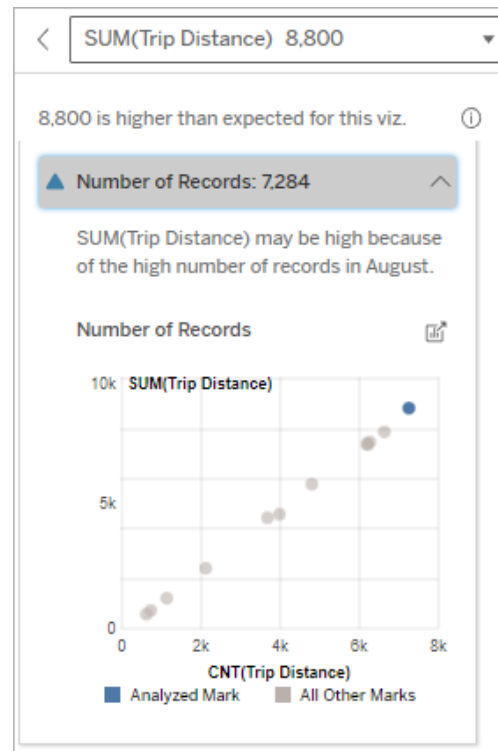 SUM(Trip Distance) 8,800
8,800 is higher than expected for this viz.
Number of Records: 7,284
SUM(Trip Distance) may be high because
of the high number of records in August.
Number of Records
10k SUM(Trip Distance)
5k
0
0 2k 4k 6k 8k
CNT(Trip Distance)
Analyzed Mark All Other Marks